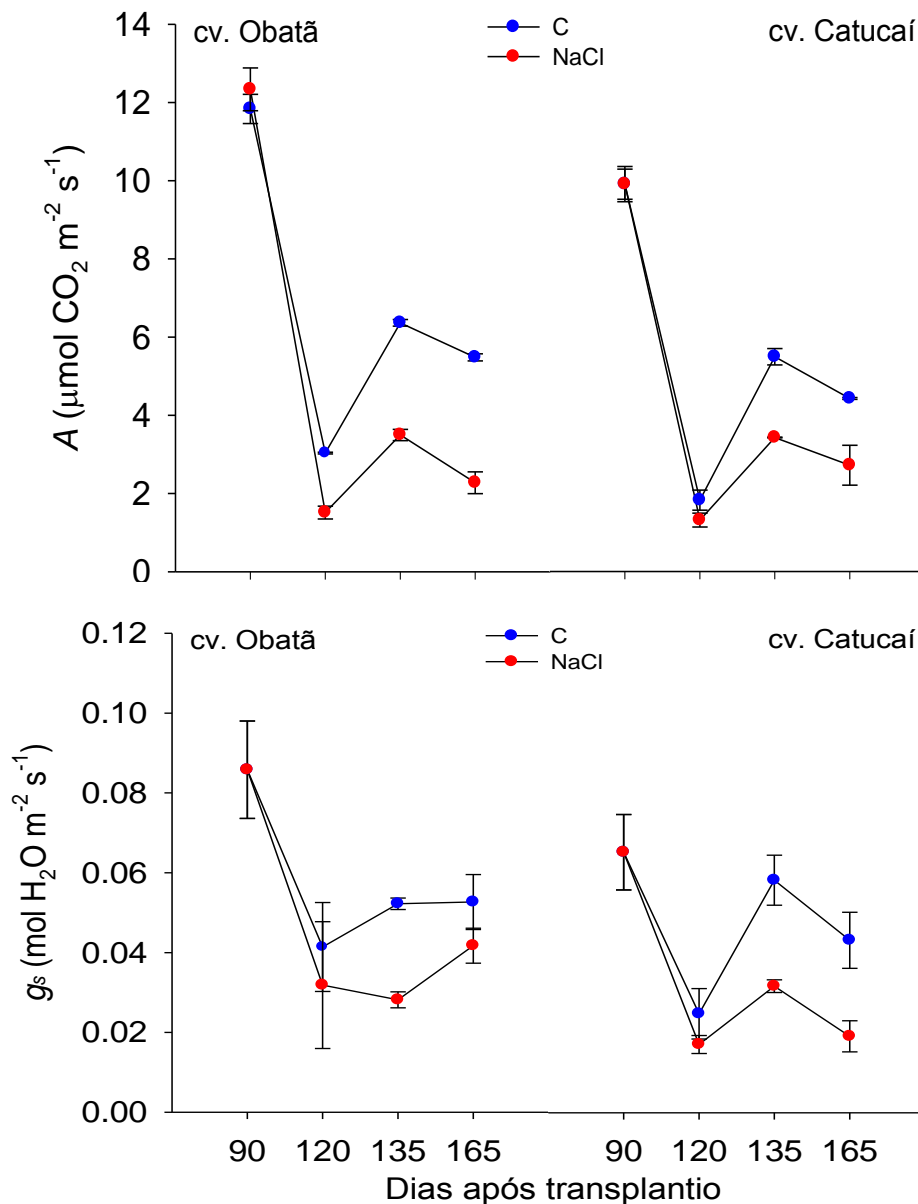 cv. Obatã
C
NaCl
cv. Catucaí
14
12
10
8
6
4
2
0
A (μmol CO2 m-2 s-1)
cv. Obatã
C
NaCl
cv. Catucaí
0.12
0.10
0.08
0.06
0.04
0.02
0.00
gs (mol H2O m-2 s-1)
90 120 135 165 90 120 135 165
Dias após transplantio